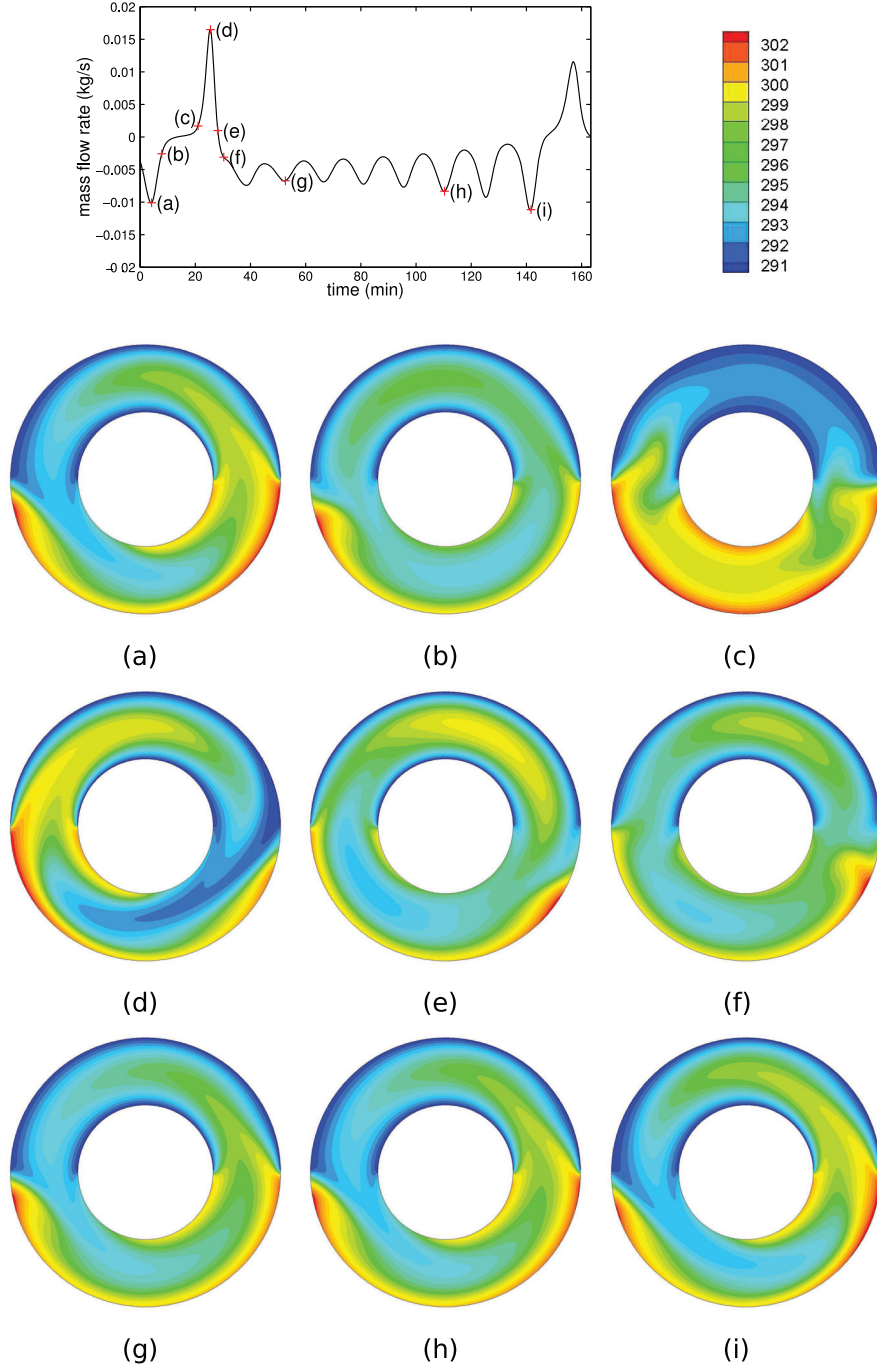 0.02
0.015
0.01
0.005
0
−0.005
−0.01
−0.015
−0.02
mass flow rate (kg/s)
(a)
(b)
(c)
(d)
(e)
(f)
(g)
(h)
(i)
0 20 40 60 80 100 120 140 160
time (min)
302
301
300
299
298
297
296
295
294
293
292
291
(a) (b) (c)
(d) (e) (f)
(g) (h) (i)